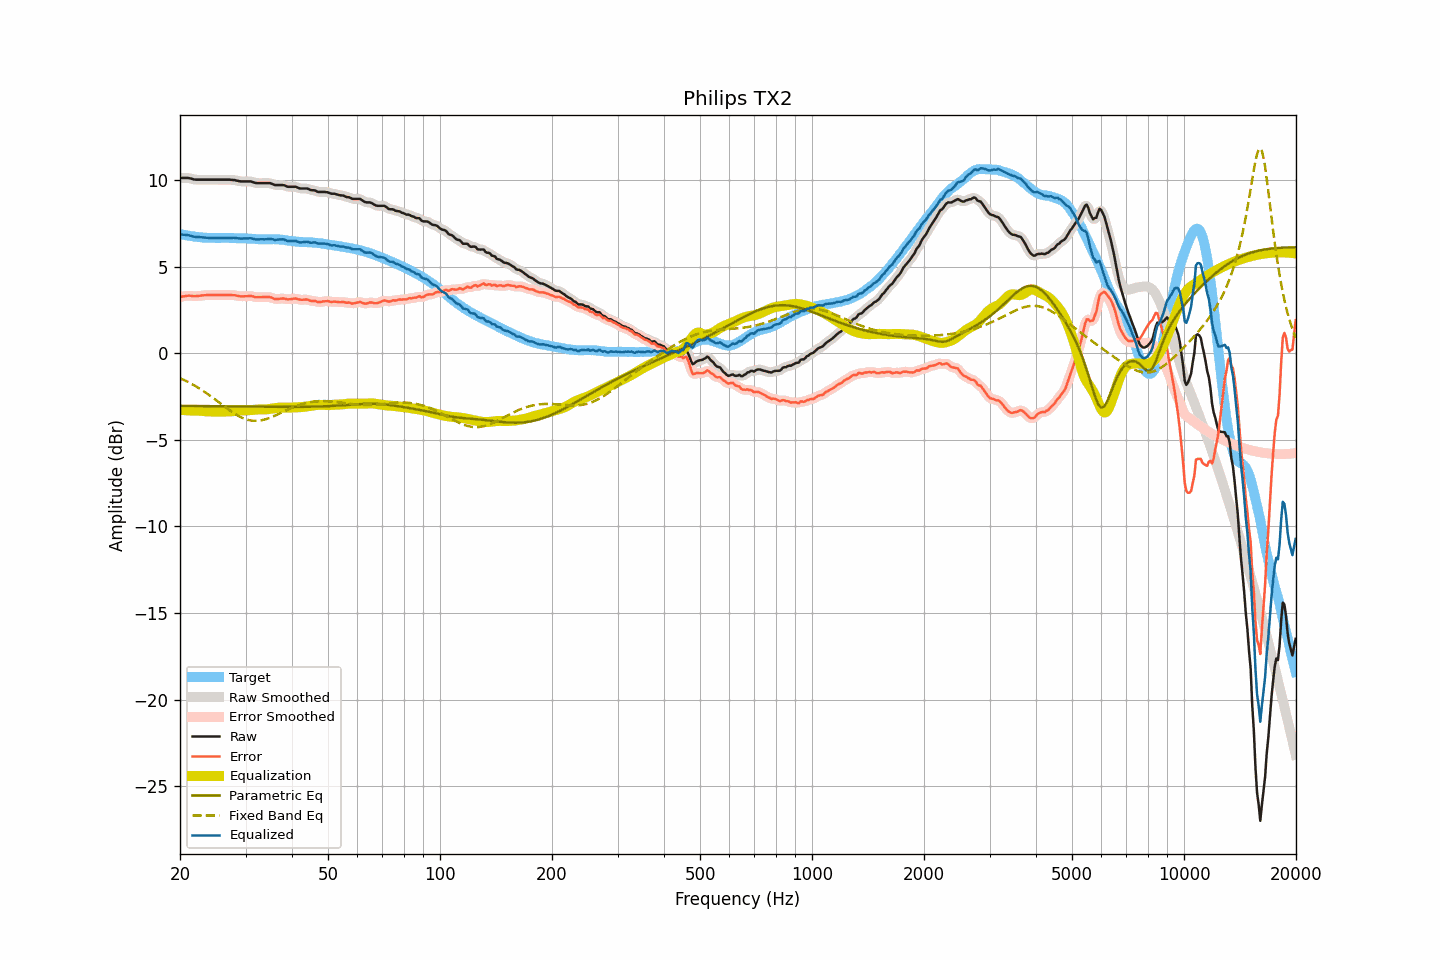 Philips TX2
10
5
0
−5
−10
−15
−20
−25
Amplitude (dBr)
Target
Raw Smoothed
Error Smoothed
Raw
Error
Equalization
Parametric Eq
Fixed Band Eq
Equalized
20 50 100 200 500 1000 2000 5000 10000 20000
Frequency (Hz)